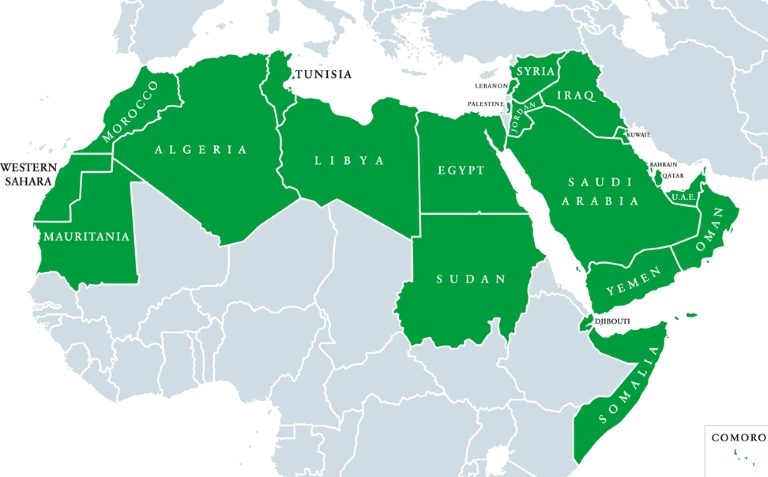 TUNISIA
MOROCCO
ALGERIA
LIBYA
EGYPT
WESTERN
SAHARA
MAURITANIA
SUDAN
LEBANON
SYRIA
PALESTINE
JORDAN
IRAQ
KUWAIT
BAHRAIN
QATAR
SAUDI
ARABIA
U.A.E.
OMAN
YEMEN
DJIBOUTI
SOMALIA
COMORO